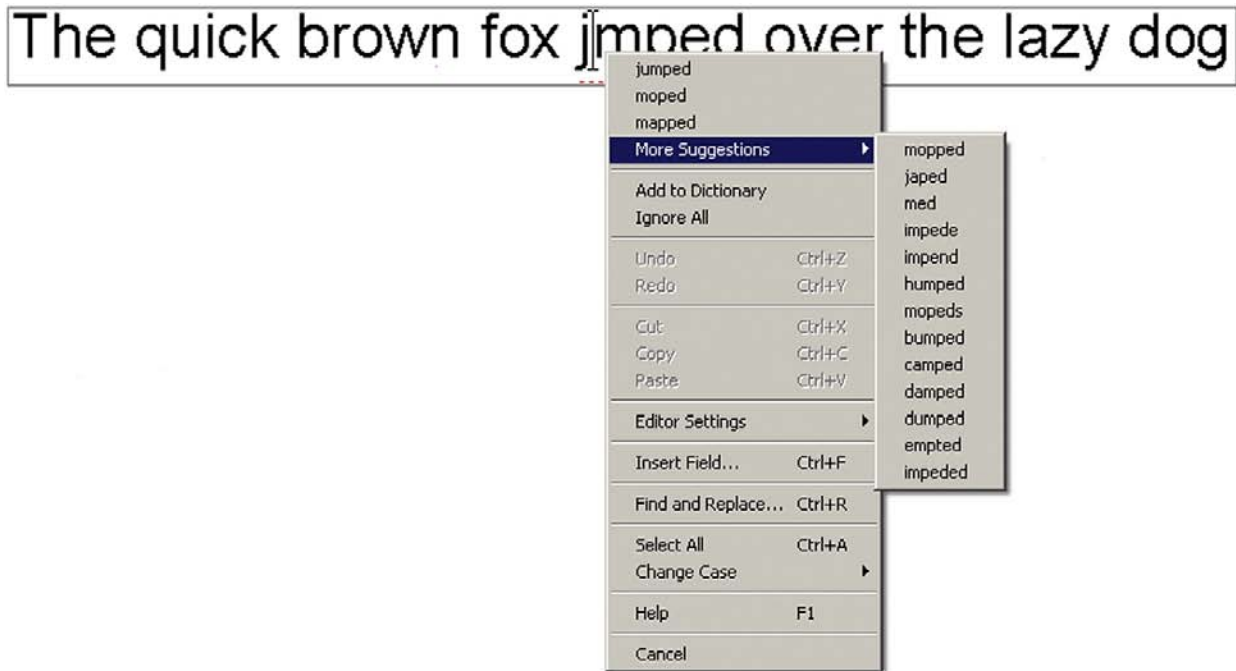 The quick brown fox jmped over the lazy dog
jumped
moped
mapped
More Suggestions
mopped
japed
med
impede
impend
humped
mopeds
bumped
camped
damped
dumped
empted
impeded
Add to Dictionary
Ignore All
Undo Ctrl+Z
Redo Ctrl+Y
Cut Ctrl+X
Copy Ctrl+C
Paste Ctrl+V
Editor Settings
Insert Field... Ctrl+F
Find and Replace... Ctrl+R
Select All Ctrl+A
Change Case
Help F1
Cancel